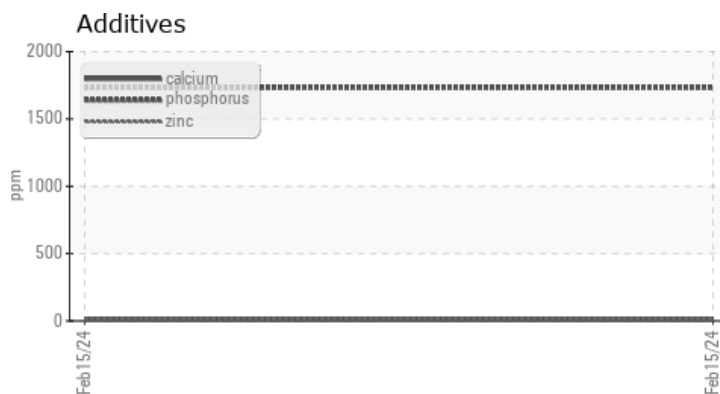 Additives
2000
calcium
phosphorus
zinc
1500
1000
500
0
ppm
Feb15/24
Feb15/24